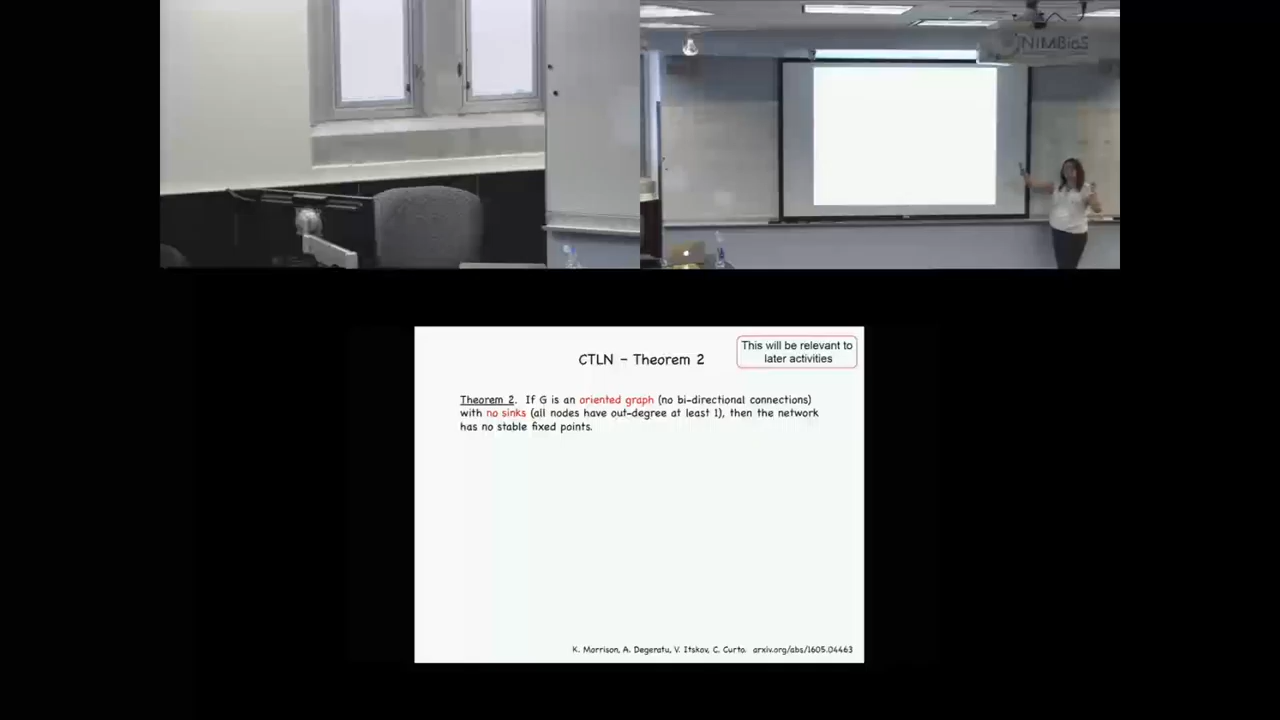 NIMBioS
CTLN – Theorem 2
This will be relevant to
later activities
Theorem 2. If G is an oriented graph (no bi-directional connections)
with no sinks (all nodes have out-degree at least 1), then the network
has no stable fixed points.
K. Morrison, A. Degeratu, V. Itskov, C. Curto. arxiv.org/abs/1605.04463